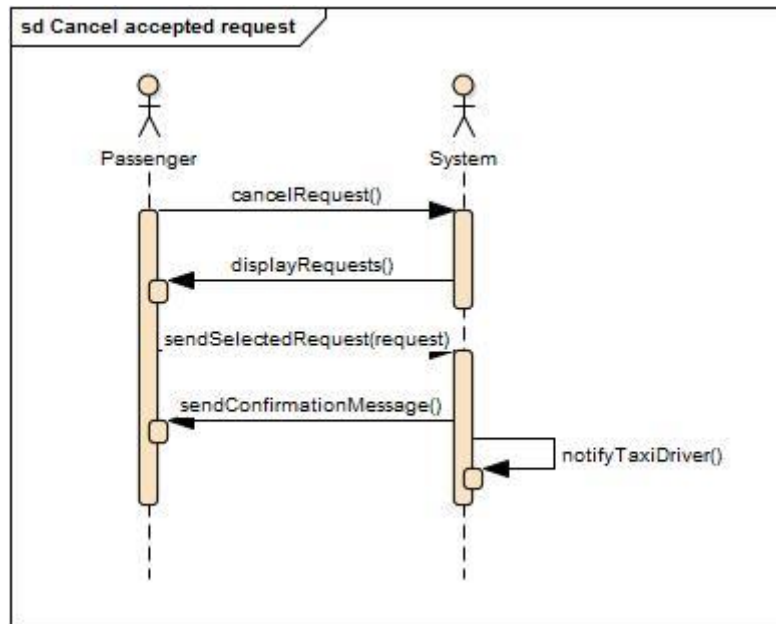 sd Cancel accepted request
Passenger
System
cancelRequest()
displayRequests()
sendSelectedRequest(request)
sendConfirmationMessage()
notifyTaxiDriver()